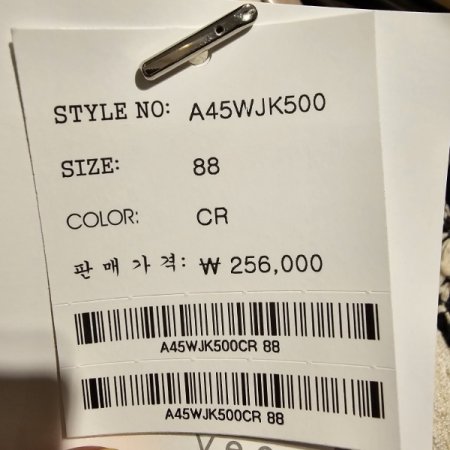 STYLE NO: A45WJK500
SIZE: 88
COLOR: CR
판매가격: ₩ 256,000
A45WJK500CR 88
A45WJK500CR 88